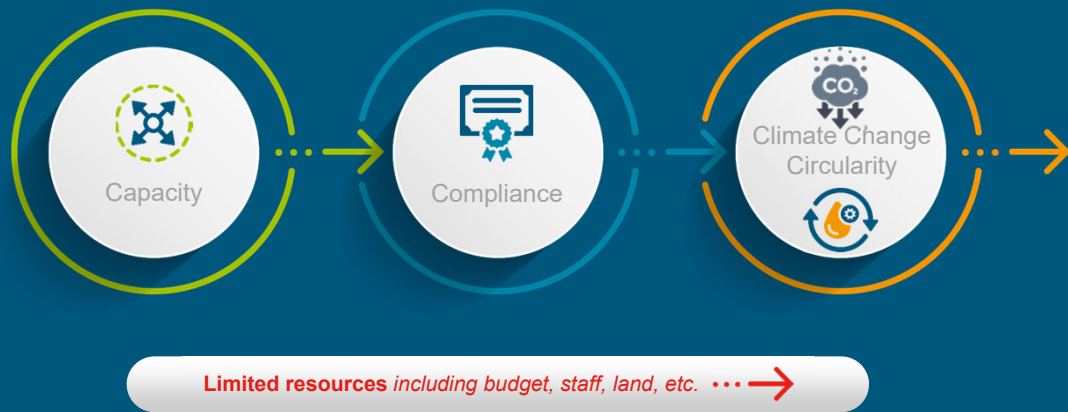 Capacity
Compliance
CO₂
Climate Change
Circularity
Limited resources including budget, staff, land, etc.